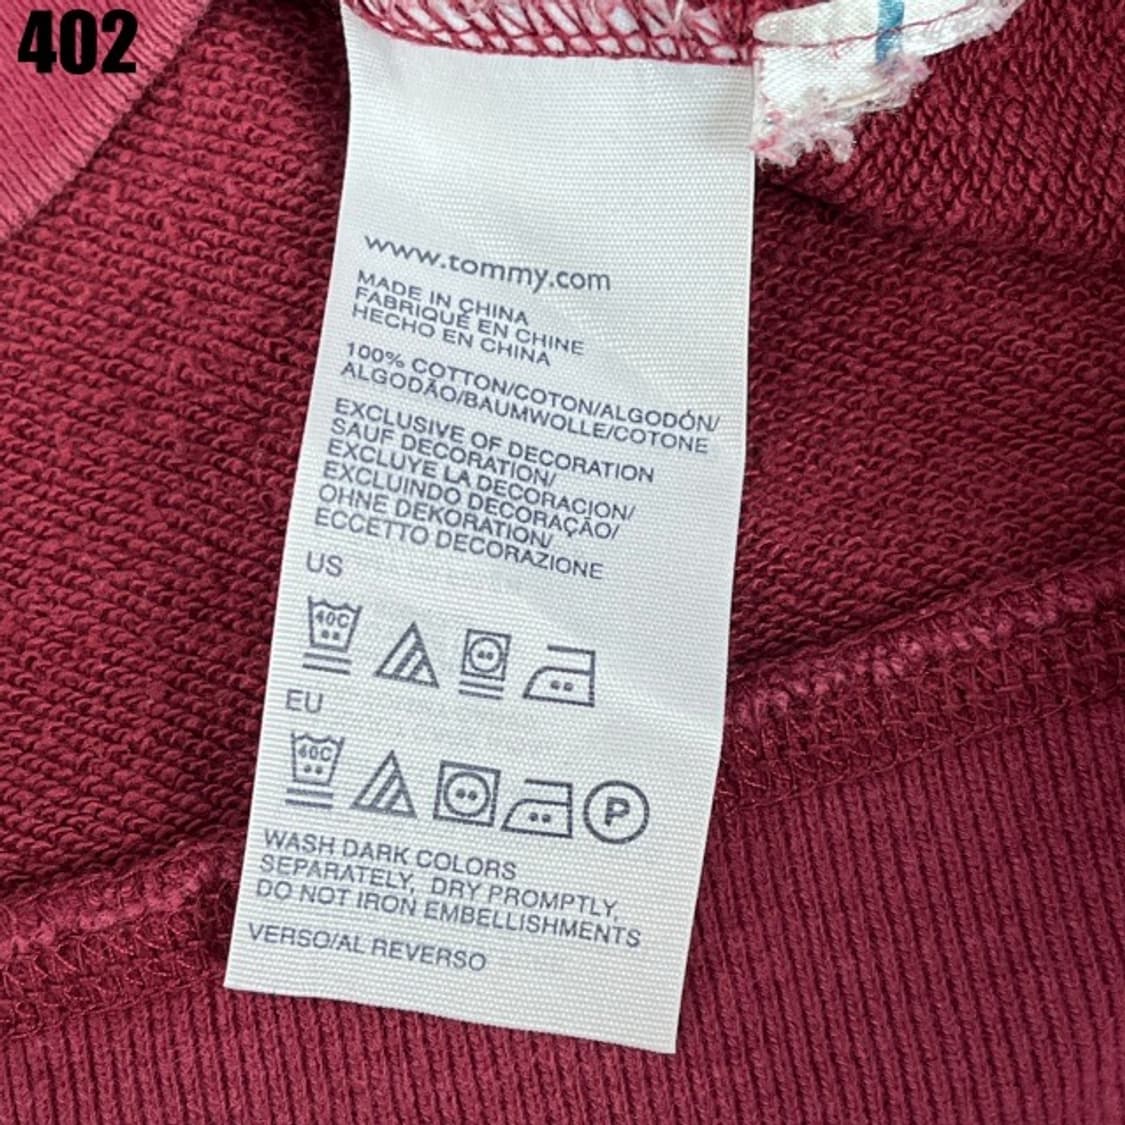 402
www.tommy.com
MADE IN CHINA
FABRIQUÉ EN CHINE
HECHO EN CHINA
100% COTTON/COTON/ALGODÓN/
ALGODÃO/BAUMWOLLE/COTONE
EXCLUSIVE OF DECORATION
SAUF DECORATION/
EXCLUYE LA DECORACION/
EXCLUINDO DECORAÇÃO/
OHNE DEKORATION/
ECCETTO DECORAZIONE
US
40C
EU
40C
P
WASH DARK COLORS
SEPARATELY, DRY PROMPTLY,
DO NOT IRON EMBELLISHMENTS
VERSO/AL REVERSO